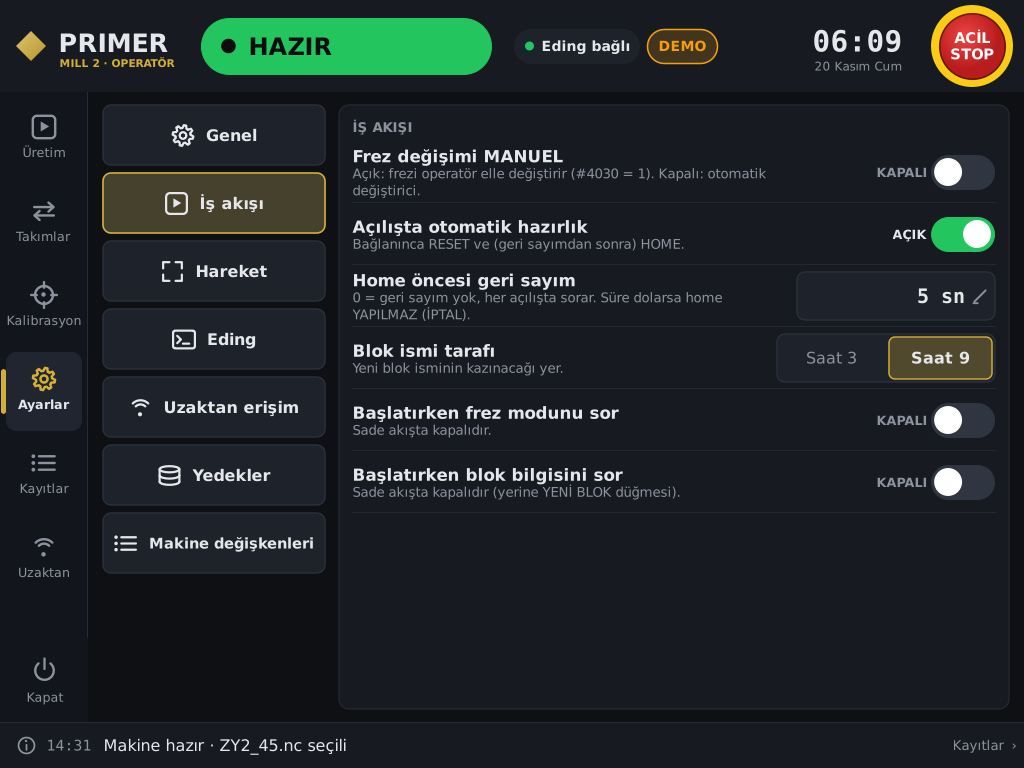 PRIMER
MILL 2 · OPERATÖR
HAZIR
Eding bağlı
DEMO
06:09
20 Kasım Cum
ACİL
STOP
Üretim
Takımlar
Kalibrasyon
Ayarlar
Kayıtlar
Uzaktan
Kapat
Genel
İş akışı
Hareket
Eding
Uzaktan erişim
Yedekler
Makine değişkenleri
İŞ AKIŞI
Frez değişimi MANUEL
Açık: frezi operatör elle değiştirir (#4030 = 1). Kapalı: otomatik
değiştirici.
KAPALI
Açılışta otomatik hazırlık
Bağlanınca RESET ve (geri sayımdan sonra) HOME.
AÇIK
Home öncesi geri sayım
0 = geri sayım yok, her açılışta sorar. Süre dolarsa home
YAPILMAZ (İPTAL).
5 sn
Blok ismi tarafı
Yeni blok isminin kazınacağı yer.
Saat 3
Saat 9
Başlatırken frez modunu sor
Sade akışta kapalıdır.
KAPALI
Başlatırken blok bilgisini sor
Sade akışta kapalıdır (yerine YENİ BLOK düğmesi).
KAPALI
14:31 Makine hazır · ZY2_45.nc seçili
Kayıtlar ›